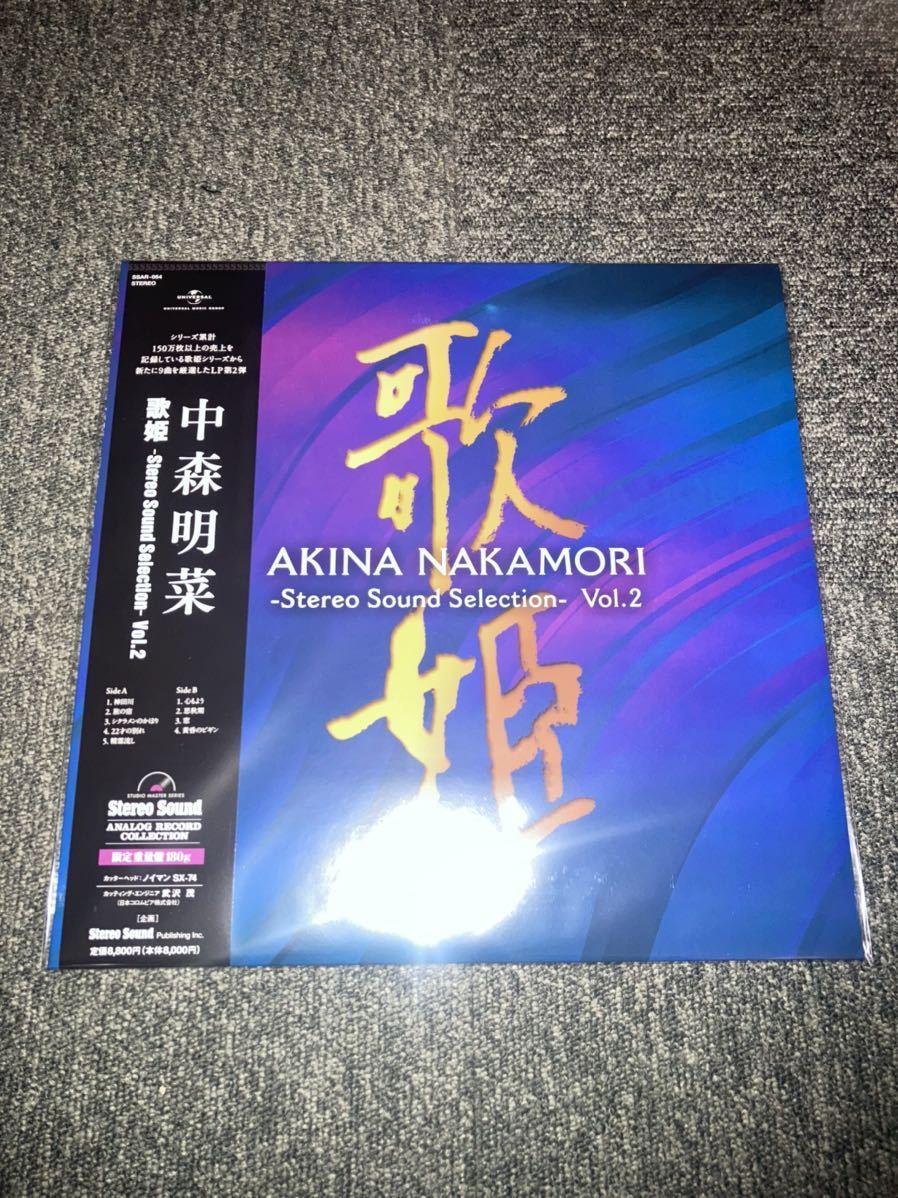 SSAR-064
STEREO
UNIVERSAL
UNIVERSAL MUSIC GROUP
シリーズ累計
150万枚以上の売上を
記録している歌姫シリーズから
新たに9曲を厳選したLP第2弾
中森明菜
歌姫 -Stereo Sound Selection- Vol.2
Side A
1. 神田川
2. 旅の宿
3. シクラメンのかほり
4. 22才の別れ
5. 精霊流し
Side B
1. 心もよう
2. 思秋期
3. 恋
4. 黄昏のビギン
STUDIO MASTER SERIES
Stereo Sound
ANALOG RECORD
COLLECTION
限定重量盤180g
カッターヘッド:ノイマン SX-74
カッティング・エンジニア 武沢 茂
(日本コロムビア株式会社)
[企画]
Stereo Sound Publishing Inc.
定価8,800円(本体8,000円)
歌姫
AKINA NAKAMORI
-Stereo Sound Selection- Vol.2